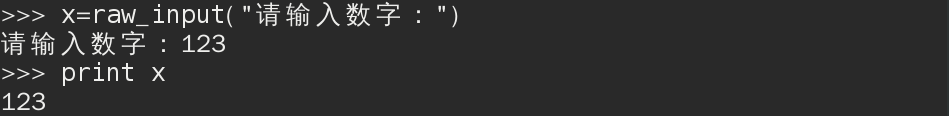 >>> x=raw_input("请输入数字：")
请输入数字：123
>>> print x
123